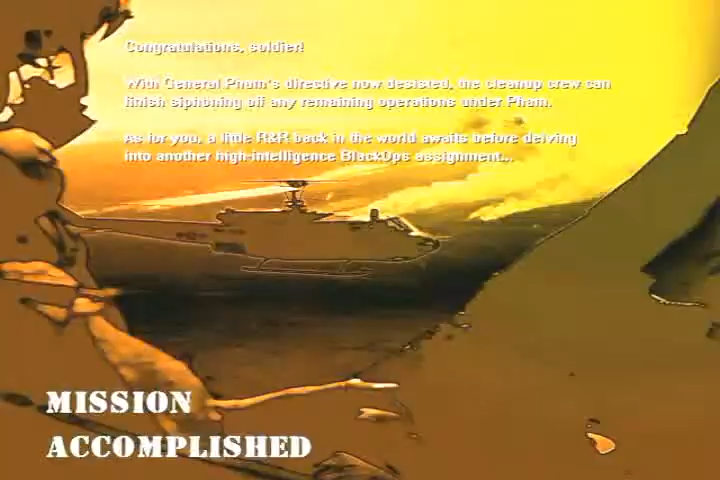 Congratulations, soldier!
With General Pham's directive now desisted, the cleanup crew can
finish siphoning off any remaining operations under Pham.
As for you, a little R&R back in the world awaits before delving
into another high-intelligence BlackOps assignment...
MISSION
ACCOMPLISHED